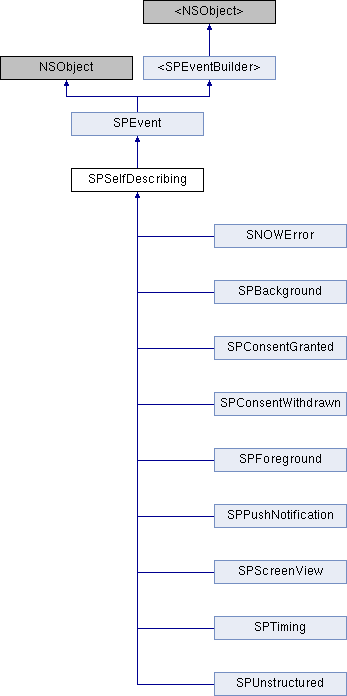 <NSObject>
NSObject
<SPEventBuilder>
SPEvent
SPSelfDescribing
SNOWError
SPBackground
SPConsentGranted
SPConsentWithdrawn
SPForeground
SPPushNotification
SPScreenView
SPTiming
SPUnstructured